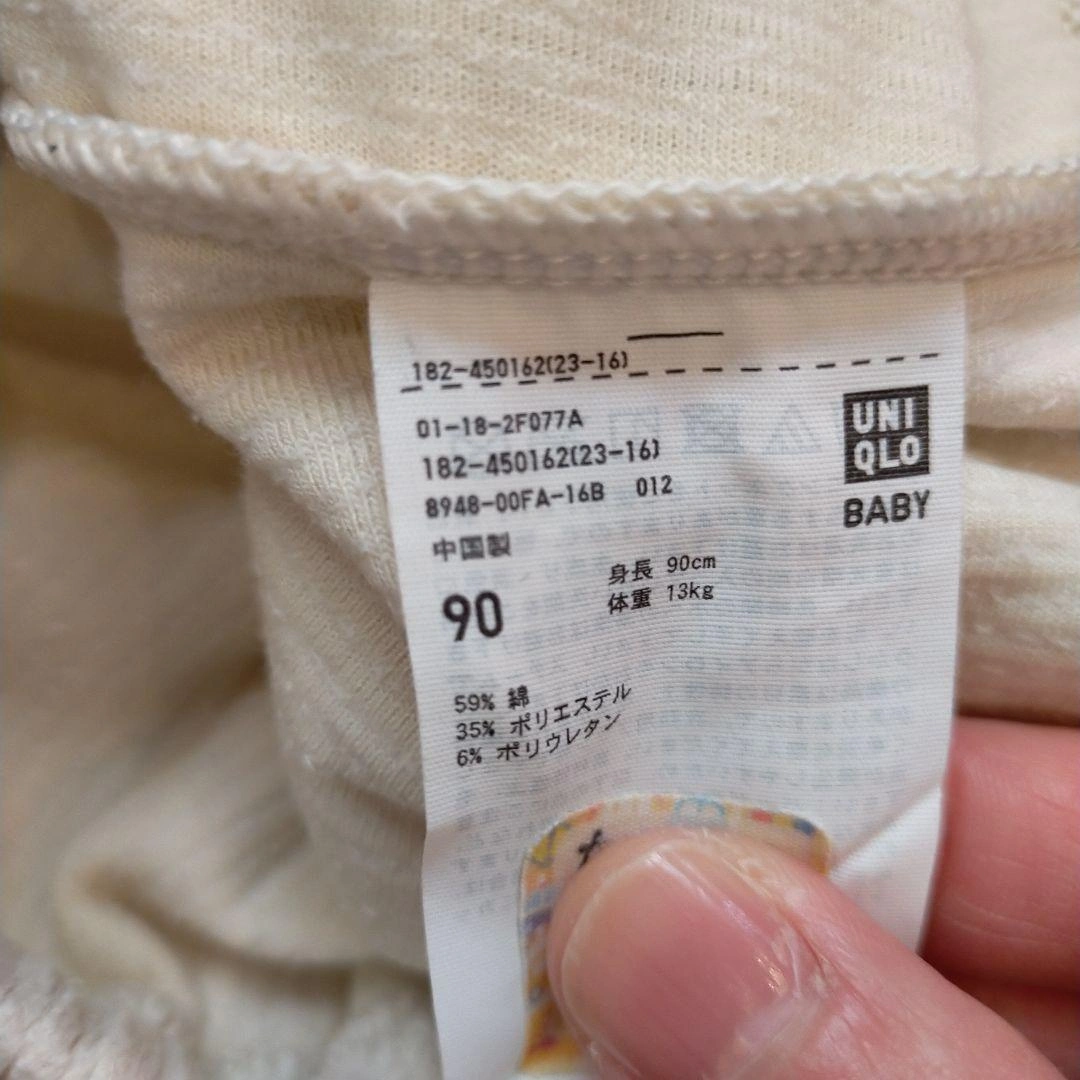 182-450162(23-16)
01-18-2F077A
182-450162(23-16)
8948-00FA-16B 012
中国製
UNI
QLO
BABY
90
身長 90cm
体重 13kg
59% 綿
35% ポリエステル
6% ポリウレタン